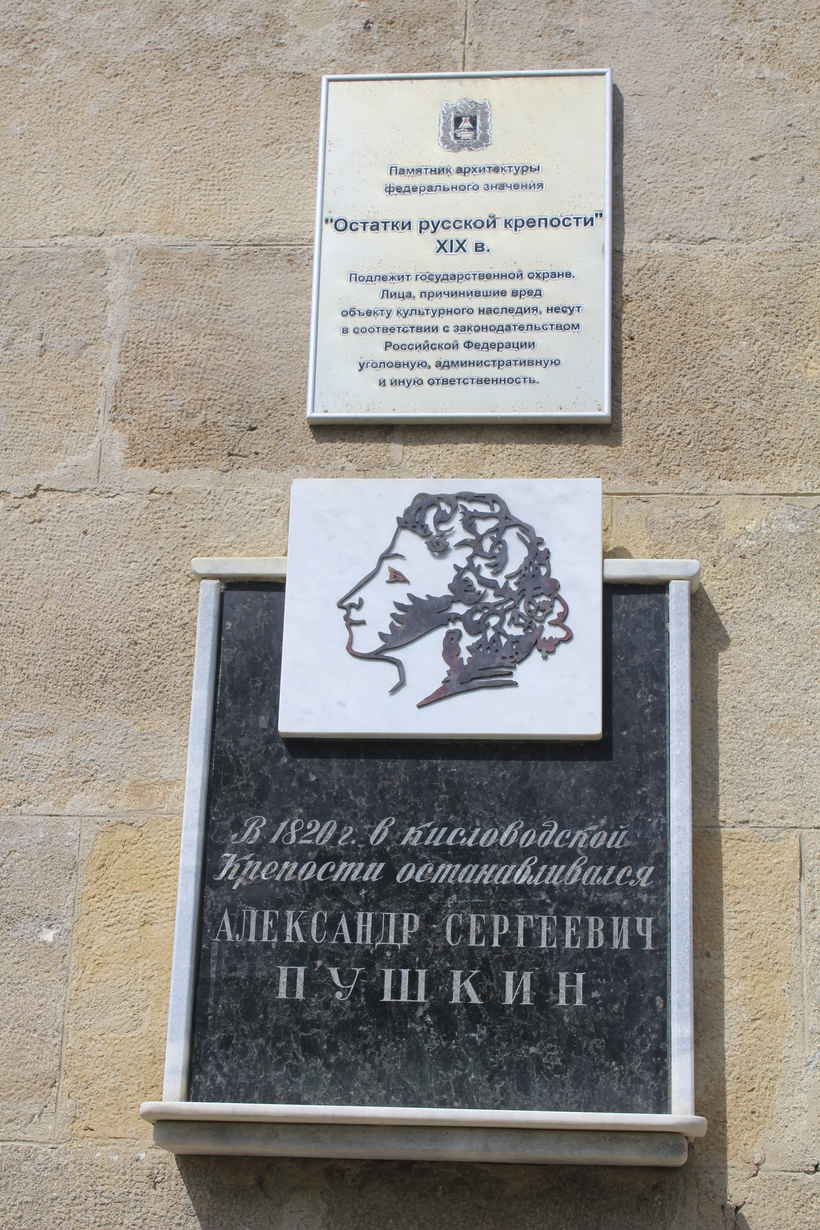 Памятник архитектуры
федерального значения
"Остатки русской крепости"
XIX в.
Подлежит государственной охране.
Лица, причинившие вред
объекту культурного наследия, несут
в соответствии с законодательством
Российской Федерации
уголовную, административную
и иную ответственность.
В 1820 г. в кисловодской
Крепости останавливался
АЛЕКСАНДР СЕРГЕЕВИЧ
ПУШКИН